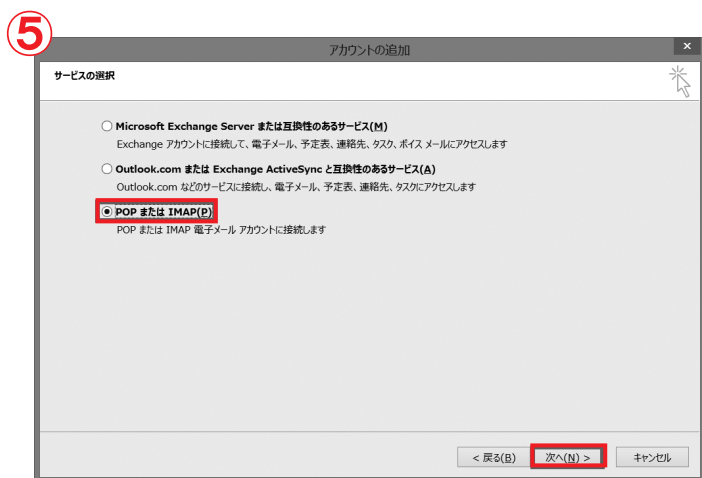 ⑤
アカウントの追加
×
サービスの選択
Microsoft Exchange Server または互換性のあるサービス(M)
Exchange アカウントに接続して、電子メール、予定表、連絡先、タスク、ボイス メールにアクセスします
Outlook.com または Exchange ActiveSync と互換性のあるサービス(A)
Outlook.com などのサービスに接続し、電子メール、予定表、連絡先、タスクにアクセスします
POP または IMAP(P)
POP または IMAP 電子メール アカウントに接続します
< 戻る(B) 次へ(N) > キャンセル